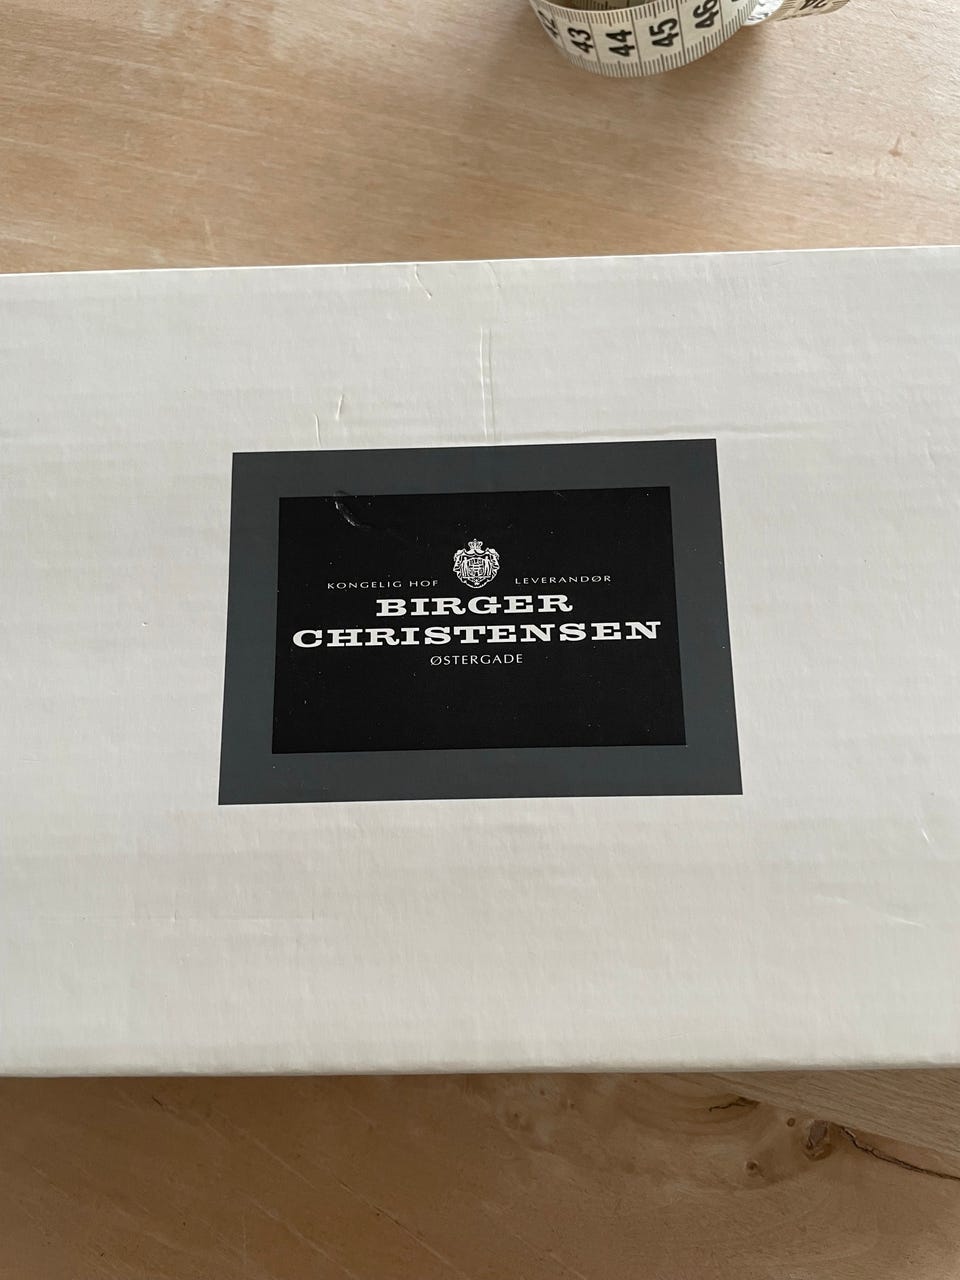 43 44 45 46
KONGELIG HOF LEVERANDØR
BIRGER
CHRISTENSEN
ØSTERGADE